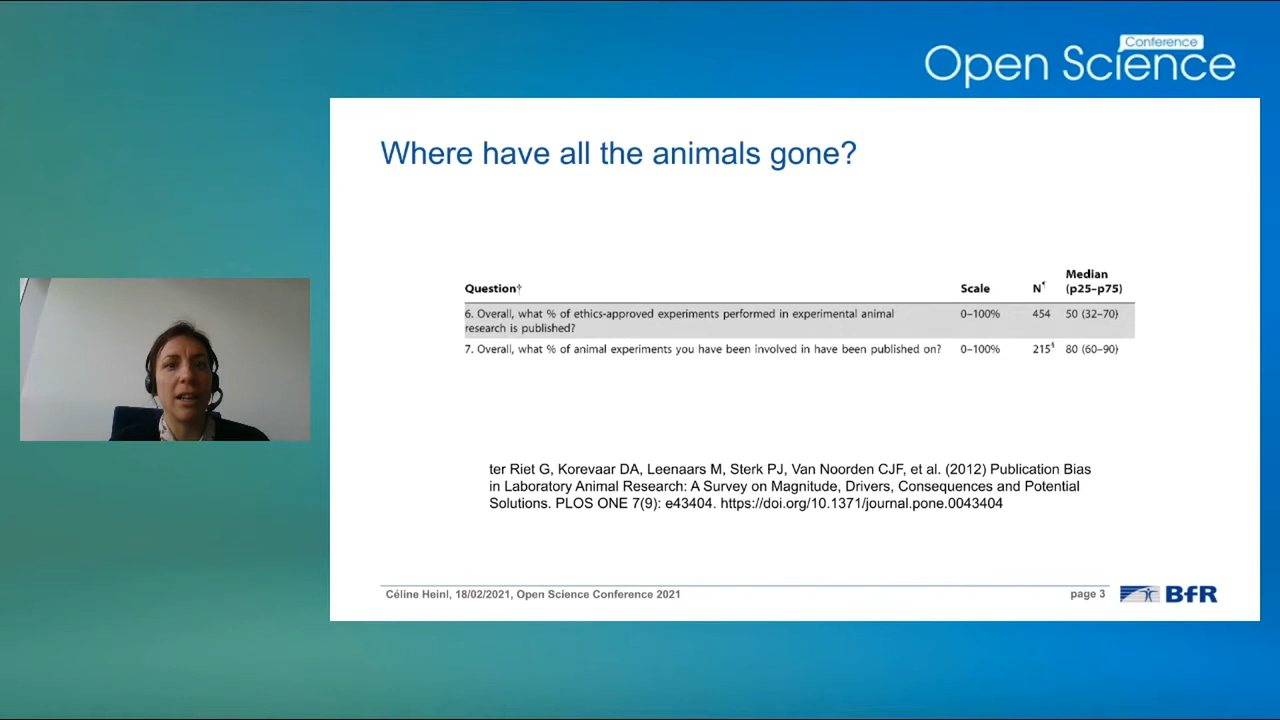 Conference
Open Science
Where have all the animals gone?
Median
Question† Scale N¶ (p25–p75)
6. Overall, what % of ethics-approved experiments performed in experimental animal 0–100% 454 50 (32–70)
research is published?
7. Overall, what % of animal experiments you have been involved in have been published on? 0–100% 215§ 80 (60–90)
ter Riet G, Korevaar DA, Leenaars M, Sterk PJ, Van Noorden CJF, et al. (2012) Publication Bias
in Laboratory Animal Research: A Survey on Magnitude, Drivers, Consequences and Potential
Solutions. PLOS ONE 7(9): e43404. https://doi.org/10.1371/journal.pone.0043404
Céline Heinl, 18/02/2021, Open Science Conference 2021
page 3
BfR